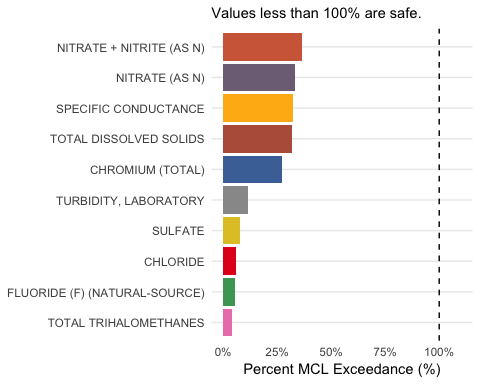 Values less than 100% are safe.
NITRATE + NITRITE (AS N)
NITRATE (AS N)
SPECIFIC CONDUCTANCE
TOTAL DISSOLVED SOLIDS
CHROMIUM (TOTAL)
TURBIDITY, LABORATORY
SULFATE
CHLORIDE
FLUORIDE (F) (NATURAL-SOURCE)
TOTAL TRIHALOMETHANES
0% 25% 50% 75% 100%
Percent MCL Exceedance (%)